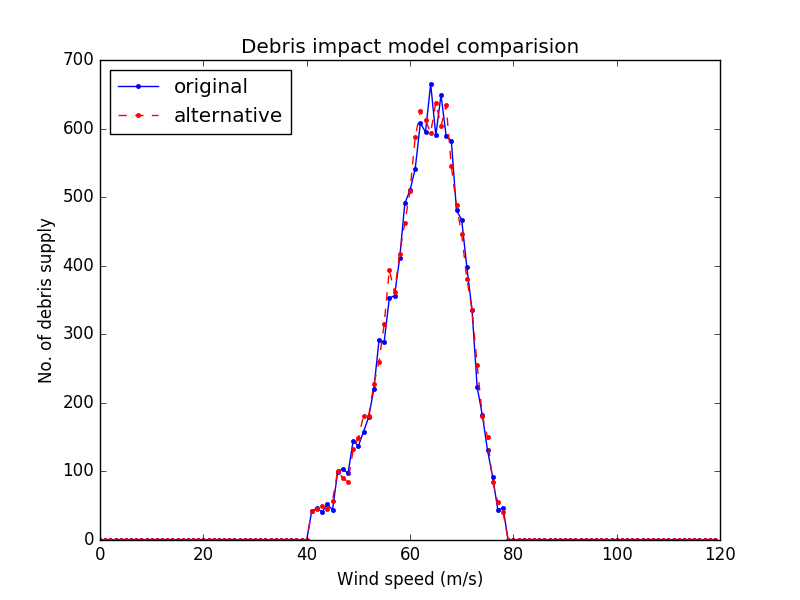 Debris impact model comparision
700
600
500
400
300
200
100
0
No. of debris supply
original
alternative
0 20 40 60 80 100 120
Wind speed (m/s)